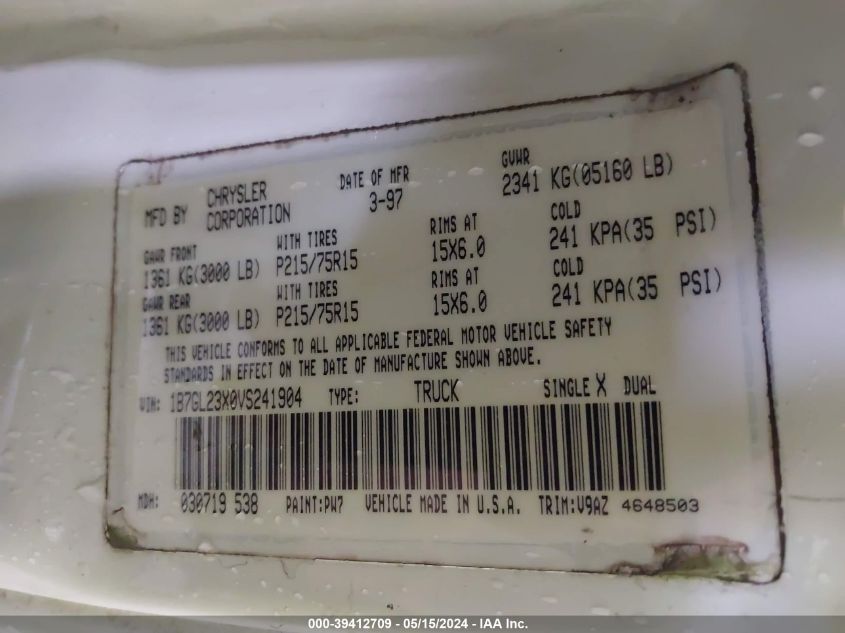 MFD BY CHRYSLER CORPORATION DATE OF MFR 3-97 GVWR 2341 KG(05160 LB)
GAWR FRONT WITH TIRES RIMS AT COLD
1361 KG(3000 LB) P215/75R15 15X6.0 241 KPA(35 PSI)
GAWR REAR WITH TIRES RIMS AT COLD
1361 KG(3000 LB) P215/75R15 15X6.0 241 KPA(35 PSI)
THIS VEHICLE CONFORMS TO ALL APPLICABLE FEDERAL MOTOR VEHICLE SAFETY
STANDARDS IN EFFECT ON THE DATE OF MANUFACTURE SHOWN ABOVE.
VIN: 1B7GL23X0VS241904 TYPE: TRUCK SINGLE X DUAL
MDH: 030719 538 PAINT:PW7 VEHICLE MADE IN U.S.A. TRIM:V9AZ 4648503
000-39412709 - 05/15/2024 - IAA Inc.